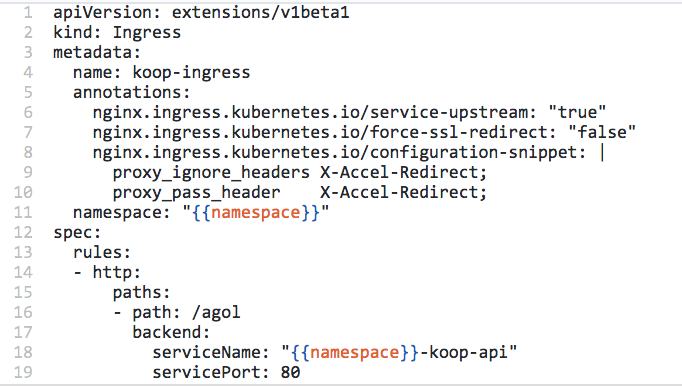 1 apiVersion: extensions/v1beta1
2 kind: Ingress
3 metadata:
4   name: koop-ingress
5   annotations:
6     nginx.ingress.kubernetes.io/service-upstream: "true"
7     nginx.ingress.kubernetes.io/force-ssl-redirect: "false"
8     nginx.ingress.kubernetes.io/configuration-snippet: |
9       proxy_ignore_headers X-Accel-Redirect;
10       proxy_pass_header    X-Accel-Redirect;
11   namespace: "{{namespace}}"
12 spec:
13   rules:
14   - http:
15       paths:
16       - path: /agol
17         backend:
18           serviceName: "{{namespace}}-koop-api"
19           servicePort: 80